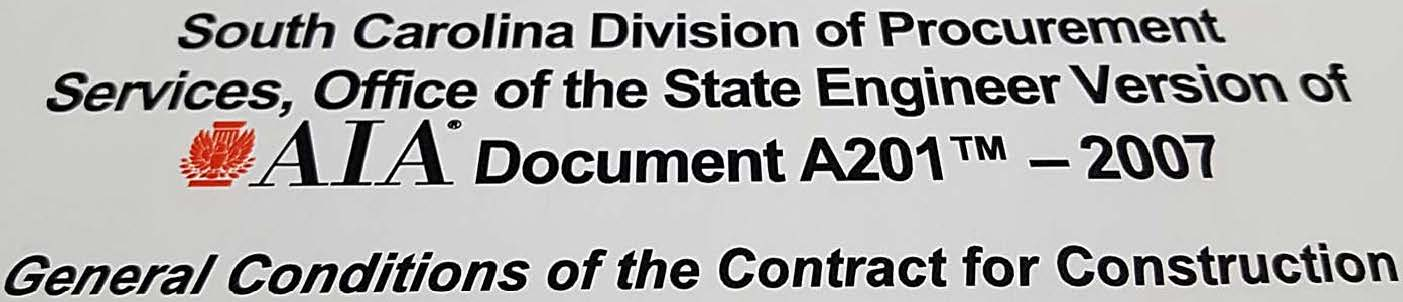 South Carolina Division of Procurement
Services, Office of the State Engineer Version of
AIA® Document A201™ – 2007
General Conditions of the Contract for Construction